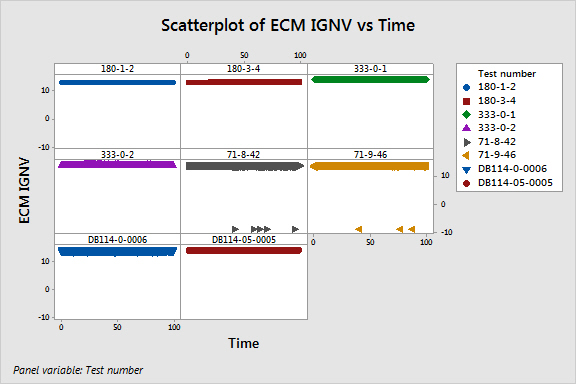 Scatterplot of ECM IGNV vs Time
0 50 100
180-1-2 180-3-4 333-0-1
10
0
-10
333-0-2 71-8-42 71-9-46
10
0
-10
DB114-0-0006 DB114-05-0005
10
0
-10
0 50 100
0 50 100
ECM IGNV
Time
Test number
180-1-2
180-3-4
333-0-1
333-0-2
71-8-42
71-9-46
DB114-0-0006
DB114-05-0005
Panel variable: Test number